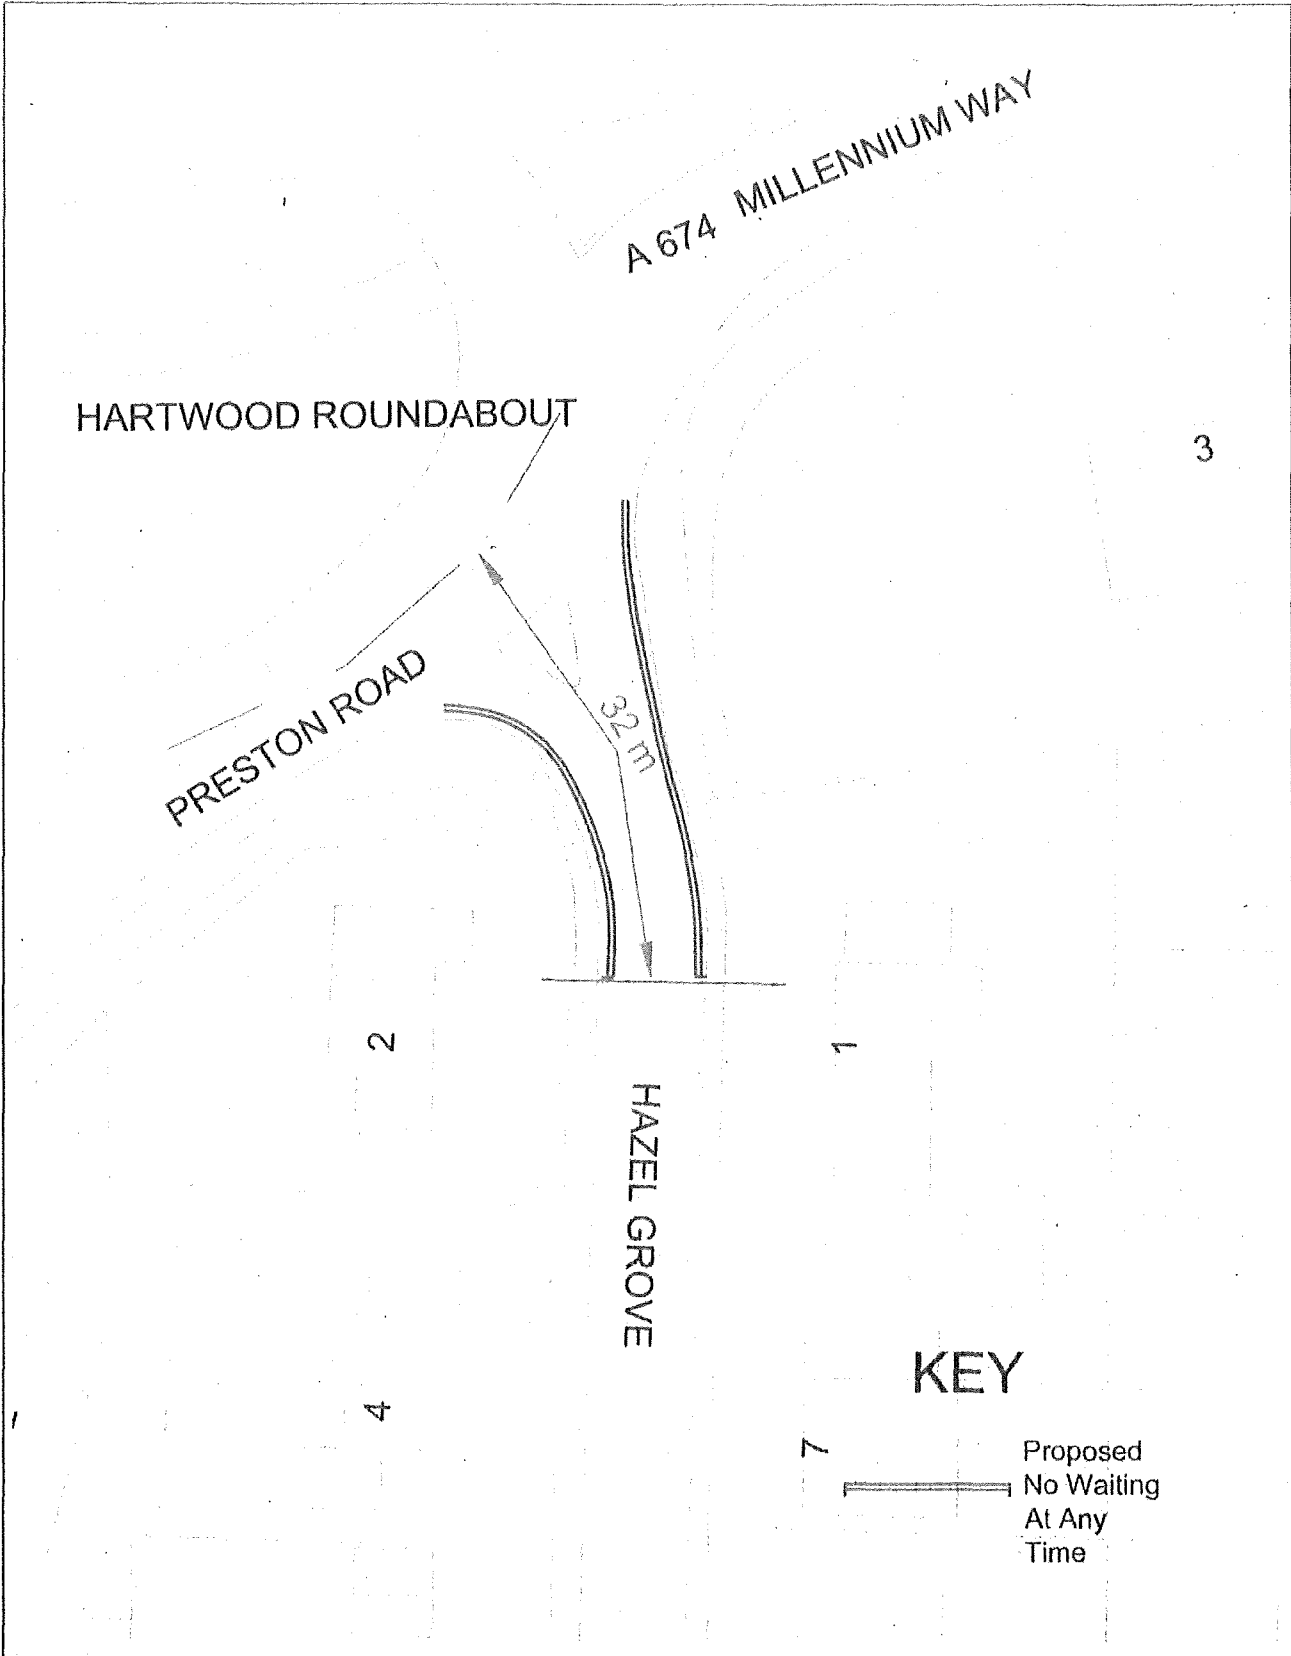 A 674 MILLENNIUM WAY
HARTWOOD ROUNDABOUT
3
PRESTON ROAD
32 m
2
1
HAZEL GROVE
4
7
KEY
Proposed
No Waiting
At Any
Time